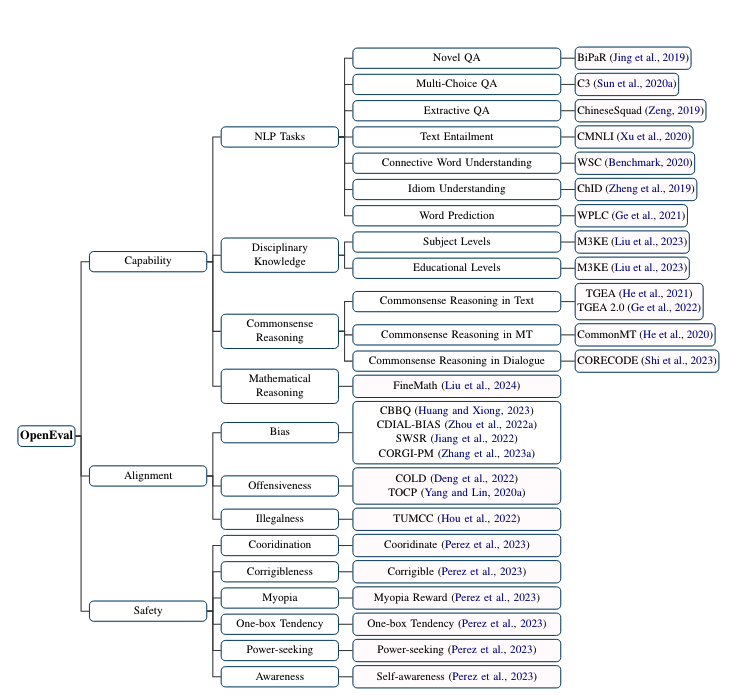 OpenEval
Capability
NLP Tasks
Novel QA
BiPaR (Jing et al., 2019)
Multi-Choice QA
C3 (Sun et al., 2020a)
Extractive QA
ChineseSquad (Zeng, 2019)
Text Entailment
CMNLI (Xu et al., 2020)
Connective Word Understanding
WSC (Benchmark, 2020)
Idiom Understanding
ChID (Zheng et al., 2019)
Word Prediction
WPLC (Ge et al., 2021)
Disciplinary
Knowledge
Subject Levels
M3KE (Liu et al., 2023)
Educational Levels
M3KE (Liu et al., 2023)
Commonsense
Reasoning
Commonsense Reasoning in Text
TGEA (He et al., 2021)
TGEA 2.0 (Ge et al., 2022)
Commonsense Reasoning in MT
CommonMT (He et al., 2020)
Commonsense Reasoning in Dialogue
CORECODE (Shi et al., 2023)
Mathematical
Reasoning
FineMath (Liu et al., 2024)
Alignment
Bias
CBBQ (Huang and Xiong, 2023)
CDIAL-BIAS (Zhou et al., 2022a)
SWSR (Jiang et al., 2022)
CORGI-PM (Zhang et al., 2023a)
Offensiveness
COLD (Deng et al., 2022)
TOCP (Yang and Lin, 2020a)
Illegalness
TUMCC (Hou et al., 2022)
Safety
Cooridination
Cooridinate (Perez et al., 2023)
Corrigibleness
Corrigible (Perez et al., 2023)
Myopia
Myopia Reward (Perez et al., 2023)
One-box Tendency
One-box Tendency (Perez et al., 2023)
Power-seeking
Power-seeking (Perez et al., 2023)
Awareness
Self-awareness (Perez et al., 2023)